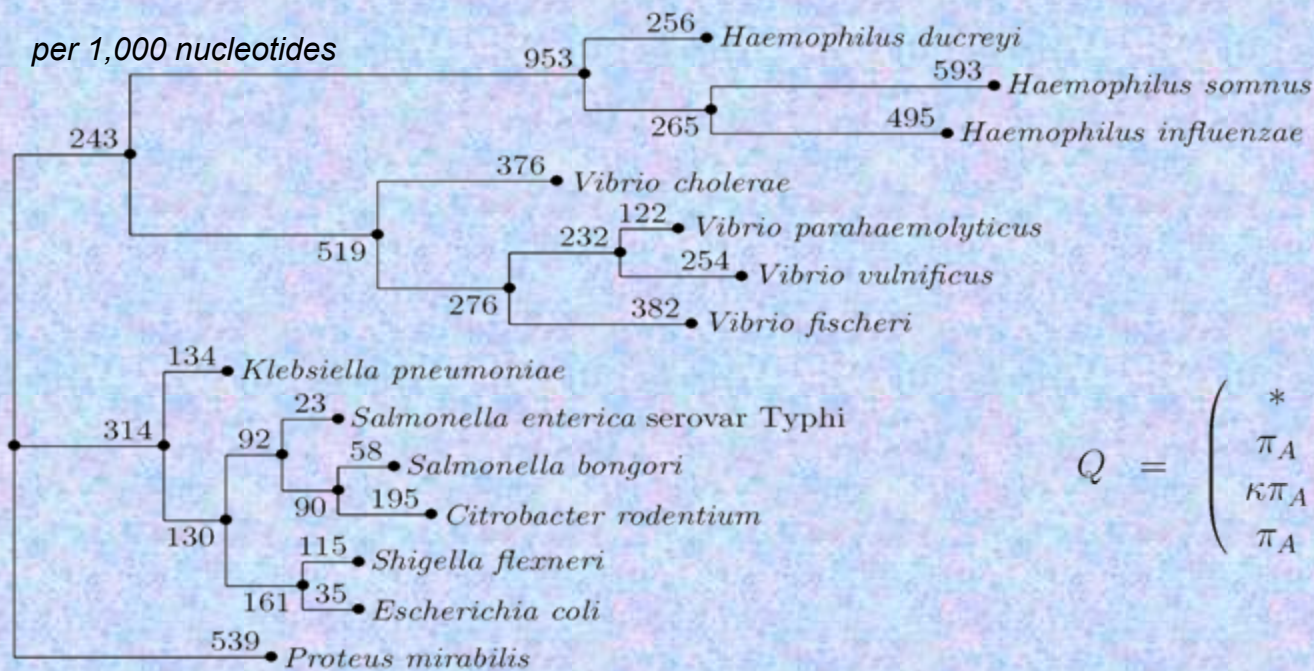 per 1,000 nucleotides
256 Haemophilus ducreyi
953
593 Haemophilus somnus
265
495 Haemophilus influenzae
243
376 Vibrio cholerae
122 Vibrio parahaemolyticus
232
519
254 Vibrio vulnificus
276
382 Vibrio fischeri
134 Klebsiella pneumoniae
23 Salmonella enterica serovar Typhi
314
92
58 Salmonella bongori
90
195 Citrobacter rodentium
130
115 Shigella flexneri
161
35 Escherichia coli
539 Proteus mirabilis
*
π_A
Q = κπ_A
π_A